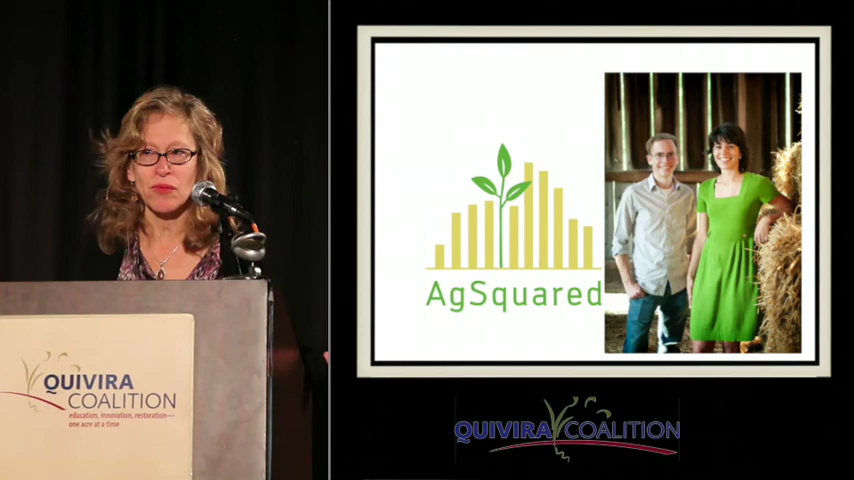 QUIVIRA
COALITION
education, innovation, restoration—
one acre at a time
AgSquared
QUIVIRA COALITION